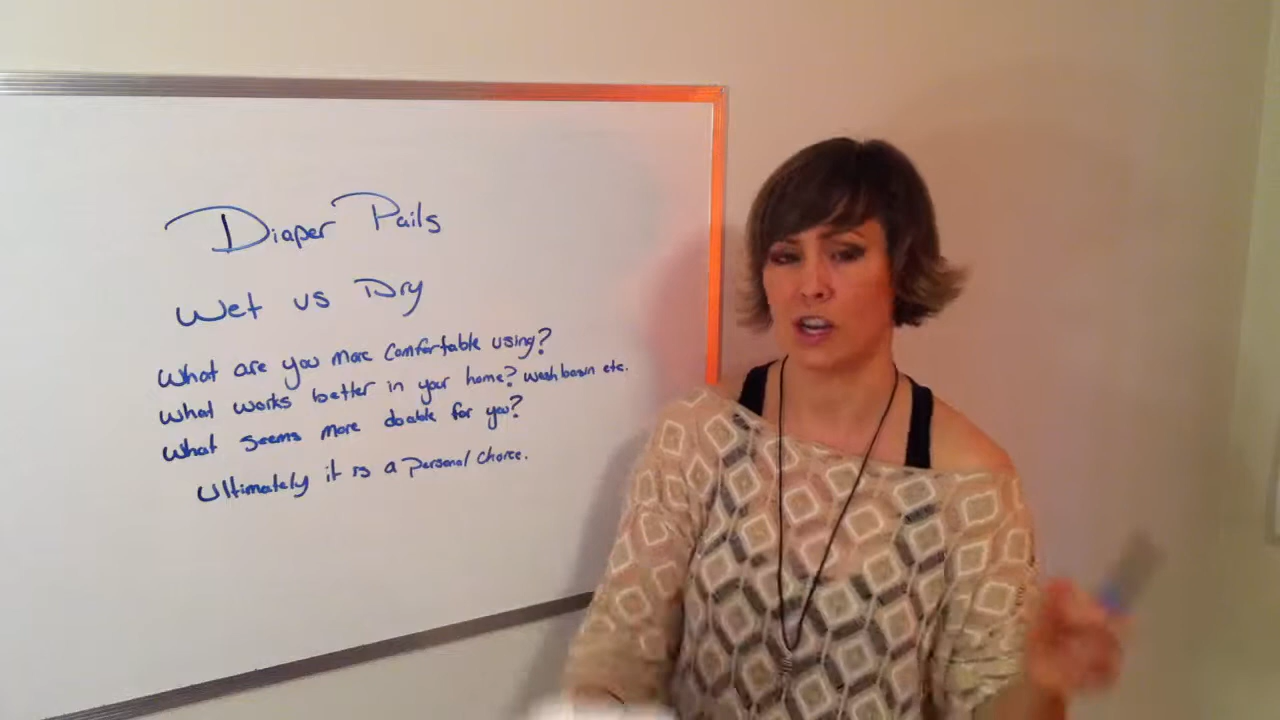 Diaper Pails
Wet vs Dry
What are you more comfortable using?
What works better in your home? wash basin etc.
What seems more doable for you?
Ultimately it is a personal choice.